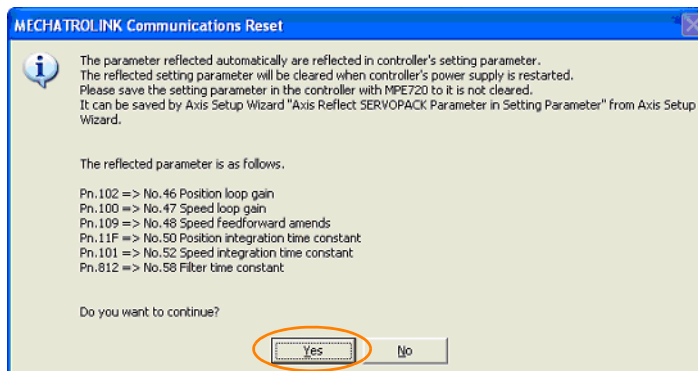 MECHATROLINK Communications Reset
The parameter reflected automatically are reflected in controller's setting parameter.
The reflected setting parameter will be cleared when controller's power supply is restarted.
Please save the setting parameter in the controller with MPE720 to it is not cleared.
It can be saved by Axis Setup Wizard "Axis Reflect SERVOPACK Parameter in Setting Parameter" from Axis Setup
Wizard.
The reflected parameter is as follows.
Pn.102 => No.46 Position loop gain
Pn.100 => No.47 Speed loop gain
Pn.109 => No.48 Speed feedforward amends
Pn.11F => No.50 Position integration time constant
Pn.101 => No.52 Speed integration time constant
Pn.812 => No.58 Filter time constant
Do you want to continue?
Yes No